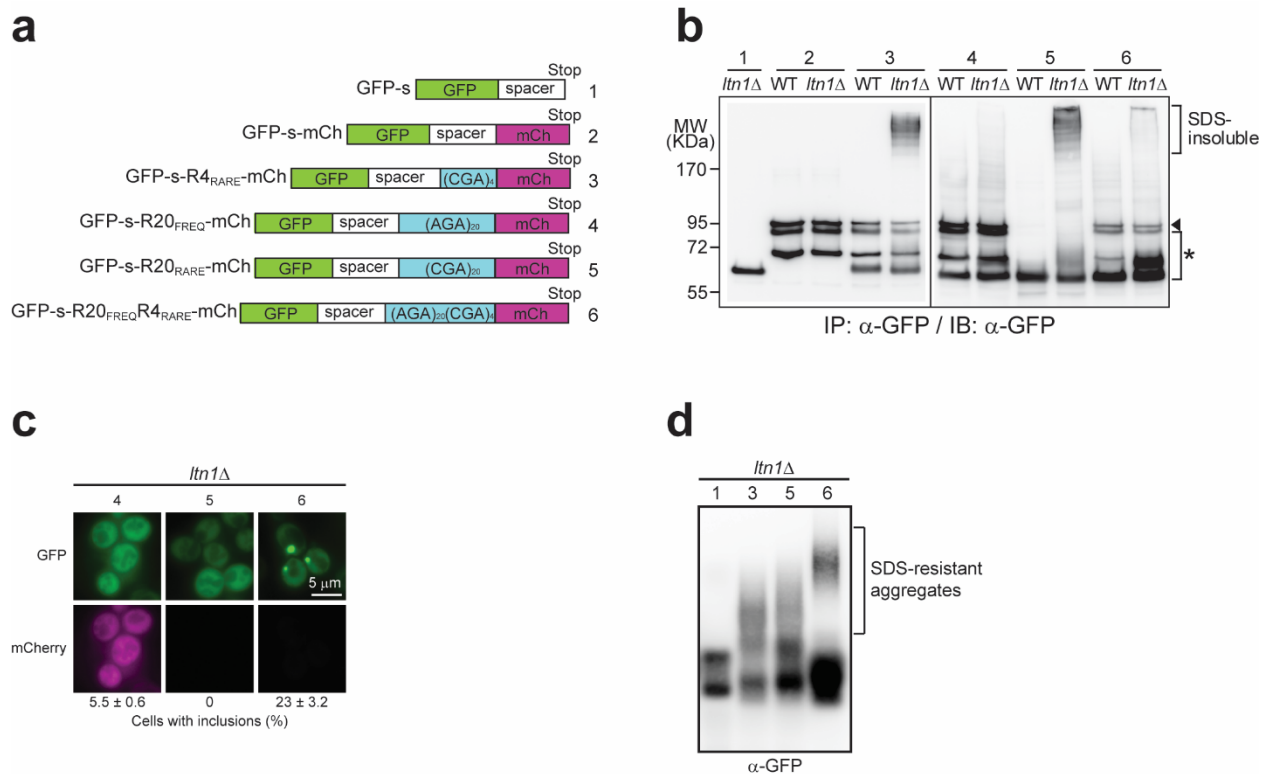 a
Stop
GFP-s GFP spacer 1
Stop
GFP-s-mCh GFP spacer mCh 2
Stop
GFP-s-R4RARE-mCh GFP spacer (CGA)4 mCh 3
Stop
GFP-s-R20FREQ-mCh GFP spacer (AGA)20 mCh 4
Stop
GFP-s-R20RARE-mCh GFP spacer (CGA)20 mCh 5
Stop
GFP-s-R20FREQR4RARE-mCh GFP spacer (AGA)20(CGA)4 mCh 6
b
1 2 3 4 5 6
ltn1Δ WT ltn1Δ WT ltn1Δ WT ltn1Δ WT ltn1Δ WT ltn1Δ
MW
(KDa)
170
95
72
55
SDS-
insoluble
*
IP: α-GFP / IB: α-GFP
c
ltn1Δ
4 5 6
GFP
5 μm
mCherry
5.5 ± 0.6 0 23 ± 3.2
Cells with inclusions (%)
d
ltn1Δ
1 3 5 6
SDS-resistant
aggregates
α-GFP